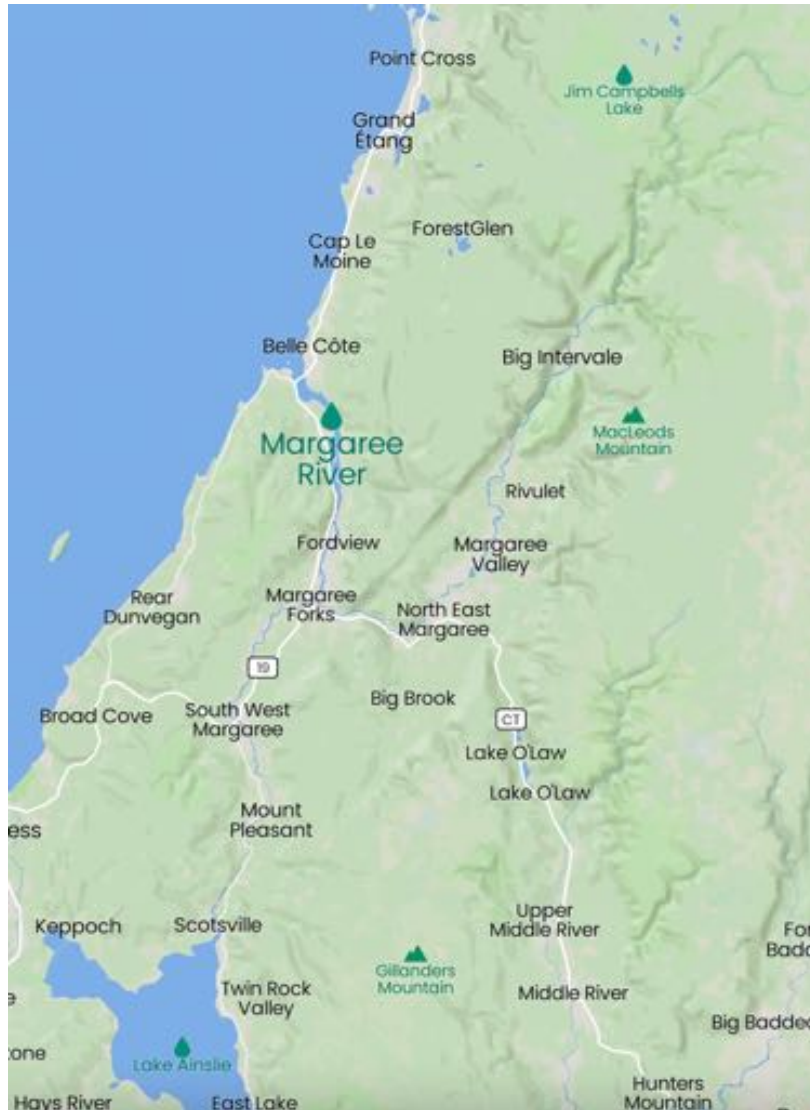 Point Cross
Jim Campbells
Lake
Grand
Étang
ForestGlen
Cap Le
Moine
Belle Côte
Big Intervale
MacLeods
Mountain
Margaree
River
Rivulet
Fordview
Margaree
Valley
Rear
Dunvegan
Margaree
Forks
North East
Margaree
19
Big Brook
Broad Cove
South West
Margaree
CT
Lake O'Law
Lake O'Law
Mount
Pleasant
ess
Keppoch
Scotsville
Upper
Middle River
For
Badd
Gillanders
Mountain
Twin Rock
Valley
Middle River
e
Big Baddec
tone
Lake Ainslie
Hunters
Mountain
Hays River
East Lake